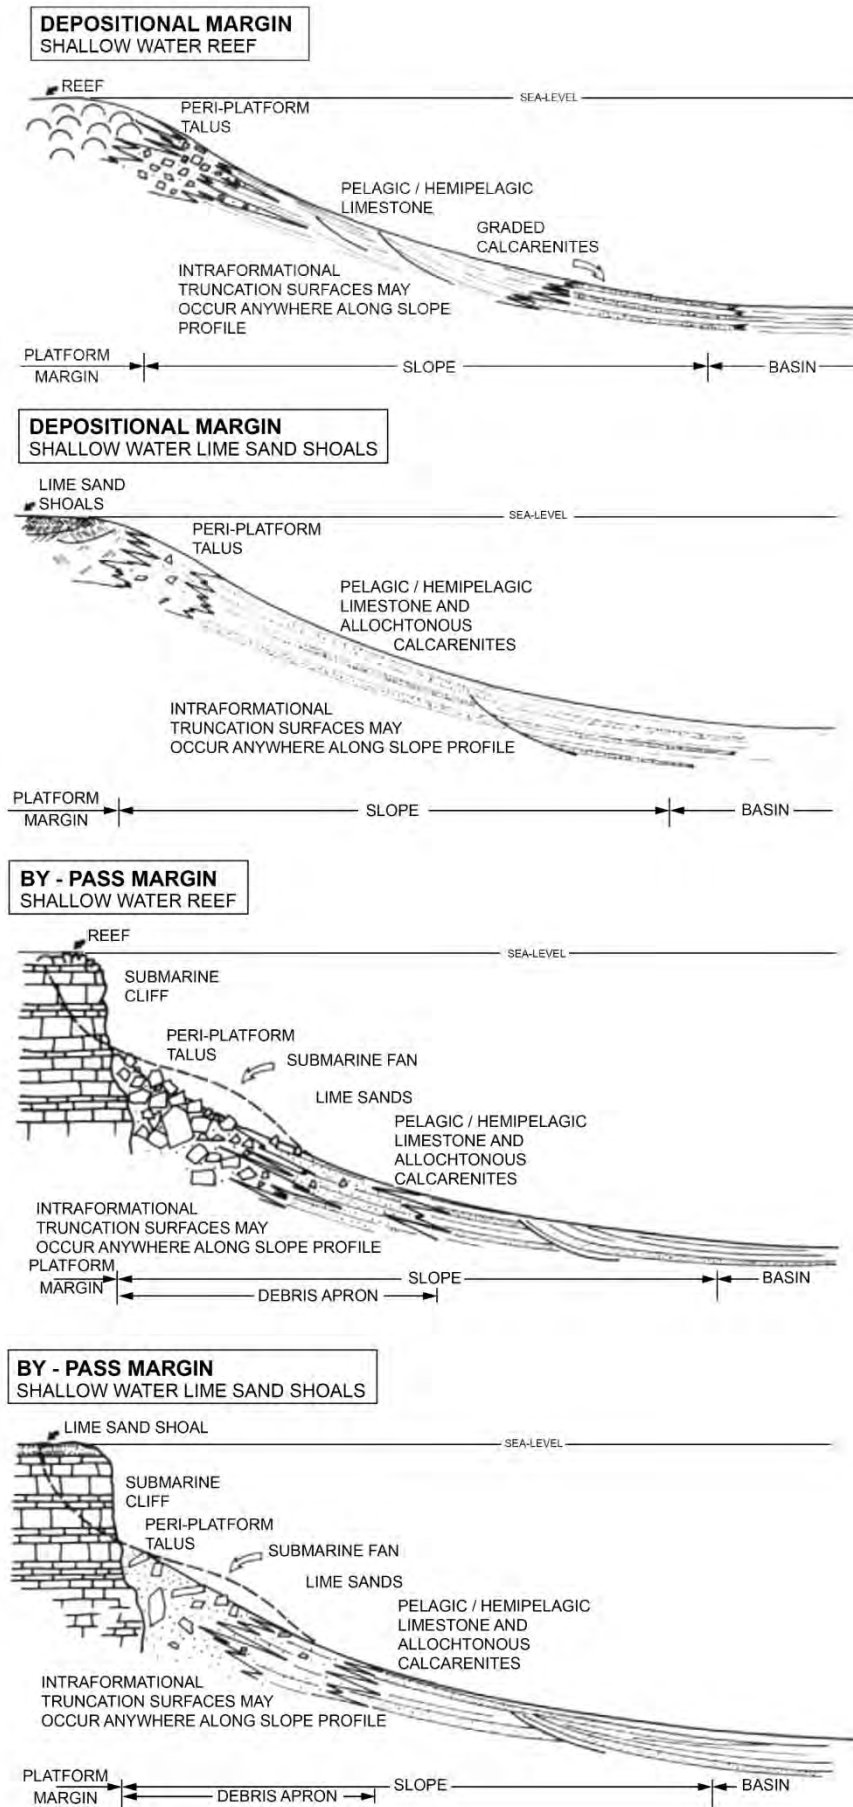 DEPOSITIONAL MARGIN
SHALLOW WATER REEF
REEF
SEA-LEVEL
PERI-PLATFORM
TALUS
PELAGIC / HEMIPELAGIC
LIMESTONE
GRADED
CALCARENITES
INTRAFORMATIONAL
TRUNCATION SURFACES MAY
OCCUR ANYWHERE ALONG SLOPE
PROFILE
PLATFORM
MARGIN
SLOPE
BASIN
DEPOSITIONAL MARGIN
SHALLOW WATER LIME SAND SHOALS
LIME SAND
SHOALS
SEA-LEVEL
PERI-PLATFORM
TALUS
PELAGIC / HEMIPELAGIC
LIMESTONE AND
ALLOCHTONOUS
CALCARENITES
INTRAFORMATIONAL
TRUNCATION SURFACES MAY
OCCUR ANYWHERE ALONG SLOPE PROFILE
PLATFORM
MARGIN
SLOPE
BASIN
BY - PASS MARGIN
SHALLOW WATER REEF
REEF
SEA-LEVEL
SUBMARINE
CLIFF
PERI-PLATFORM
TALUS
SUBMARINE FAN
LIME SANDS
PELAGIC / HEMIPELAGIC
LIMESTONE AND
ALLOCHTONOUS
CALCARENITES
INTRAFORMATIONAL
TRUNCATION SURFACES MAY
OCCUR ANYWHERE ALONG SLOPE PROFILE
PLATFORM
MARGIN
SLOPE
BASIN
DEBRIS APRON
BY - PASS MARGIN
SHALLOW WATER LIME SAND SHOALS
LIME SAND SHOAL
SEA-LEVEL
SUBMARINE
CLIFF
PERI-PLATFORM
TALUS
SUBMARINE FAN
LIME SANDS
PELAGIC / HEMIPELAGIC
LIMESTONE AND
ALLOCHTONOUS
CALCARENITES
INTRAFORMATIONAL
TRUNCATION SURFACES MAY
OCCUR ANYWHERE ALONG SLOPE PROFILE
PLATFORM
MARGIN
SLOPE
BASIN
DEBRIS APRON